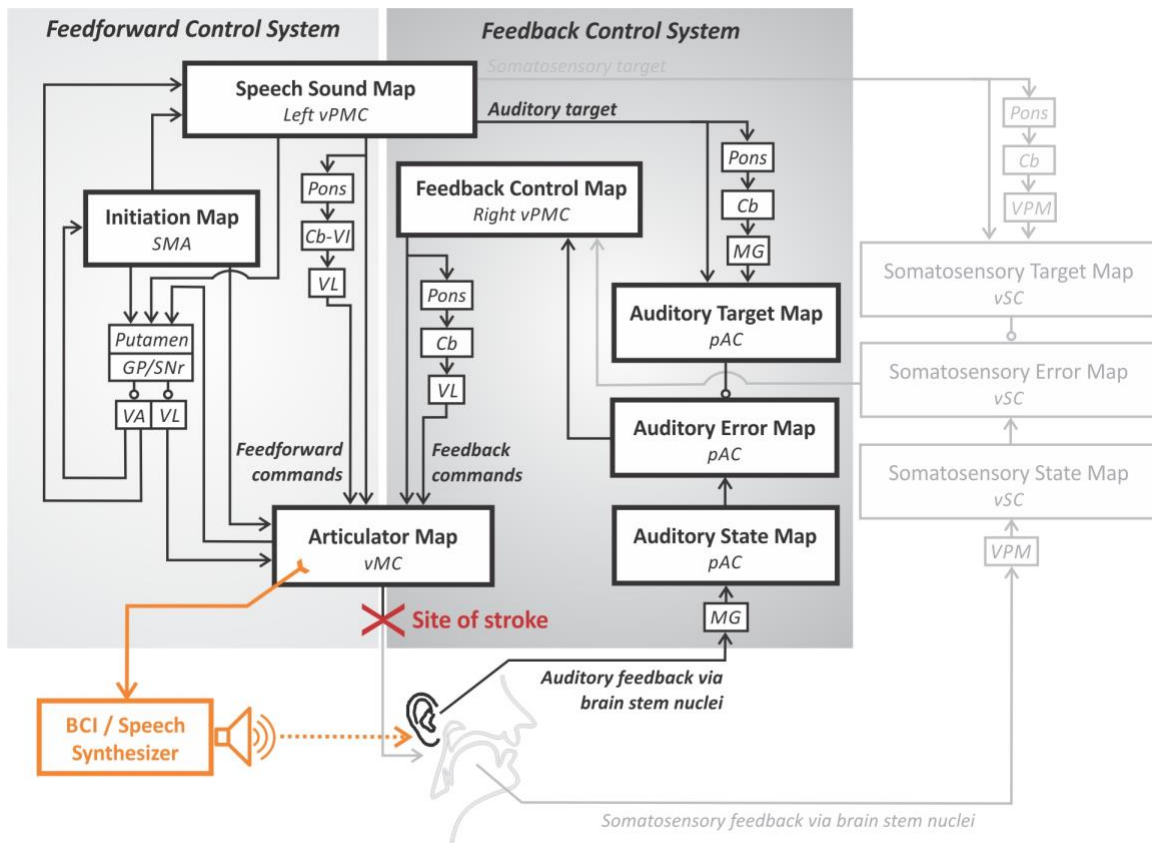 Feedforward Control System
Feedback Control System
Somatosensory target
Speech Sound Map
Left vPMC
Auditory target
Pons
Cb
VPM
Pons
Cb
MG
Pons
Cb-VI
VL
Feedback Control Map
Right vPMC
Initiation Map
SMA
Pons
Cb
VL
Somatosensory Target Map
vSC
Auditory Target Map
pAC
Putamen
GP/SNr
VA
VL
Somatosensory Error Map
vSC
Auditory Error Map
pAC
Feedforward
commands
Feedback
commands
Somatosensory State Map
vSC
Articulator Map
vMC
Auditory State Map
pAC
VPM
Site of stroke
MG
Auditory feedback via
brain stem nuclei
BCI / Speech
Synthesizer
Somatosensory feedback via brain stem nuclei